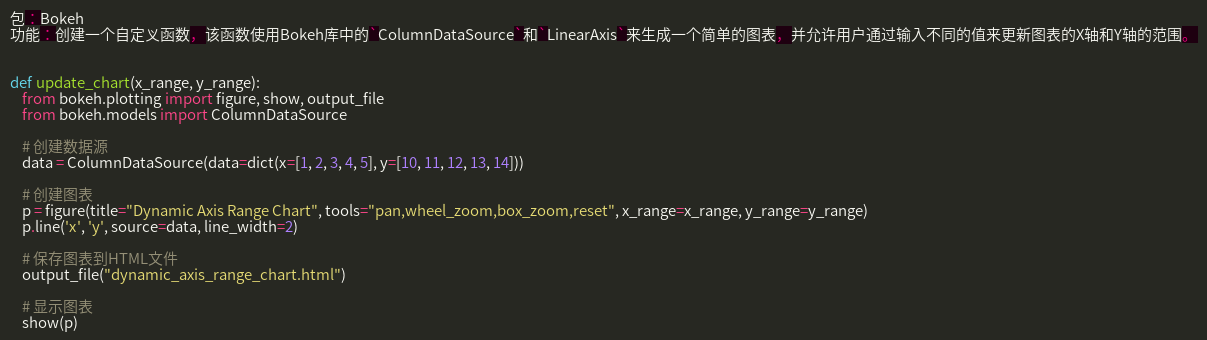 包：Bokeh
功能：创建一个自定义函数，该函数使用Bokeh库中的`ColumnDataSource`和`LinearAxis`来生成一个简单的图表，并允许用户通过输入不同的值来更新图表的X轴和Y轴的范围。
def update_chart(x_range, y_range):
from bokeh.plotting import figure, show, output_file
from bokeh.models import ColumnDataSource
# 创建数据源
data = ColumnDataSource(data=dict(x=[1, 2, 3, 4, 5], y=[10, 11, 12, 13, 14]))
# 创建图表
p = figure(title="Dynamic Axis Range Chart", tools="pan,wheel_zoom,box_zoom,reset", x_range=x_range, y_range=y_range)
p.line('x', 'y', source=data, line_width=2)
# 保存图表到HTML文件
output_file("dynamic_axis_range_chart.html")
# 显示图表
show(p)